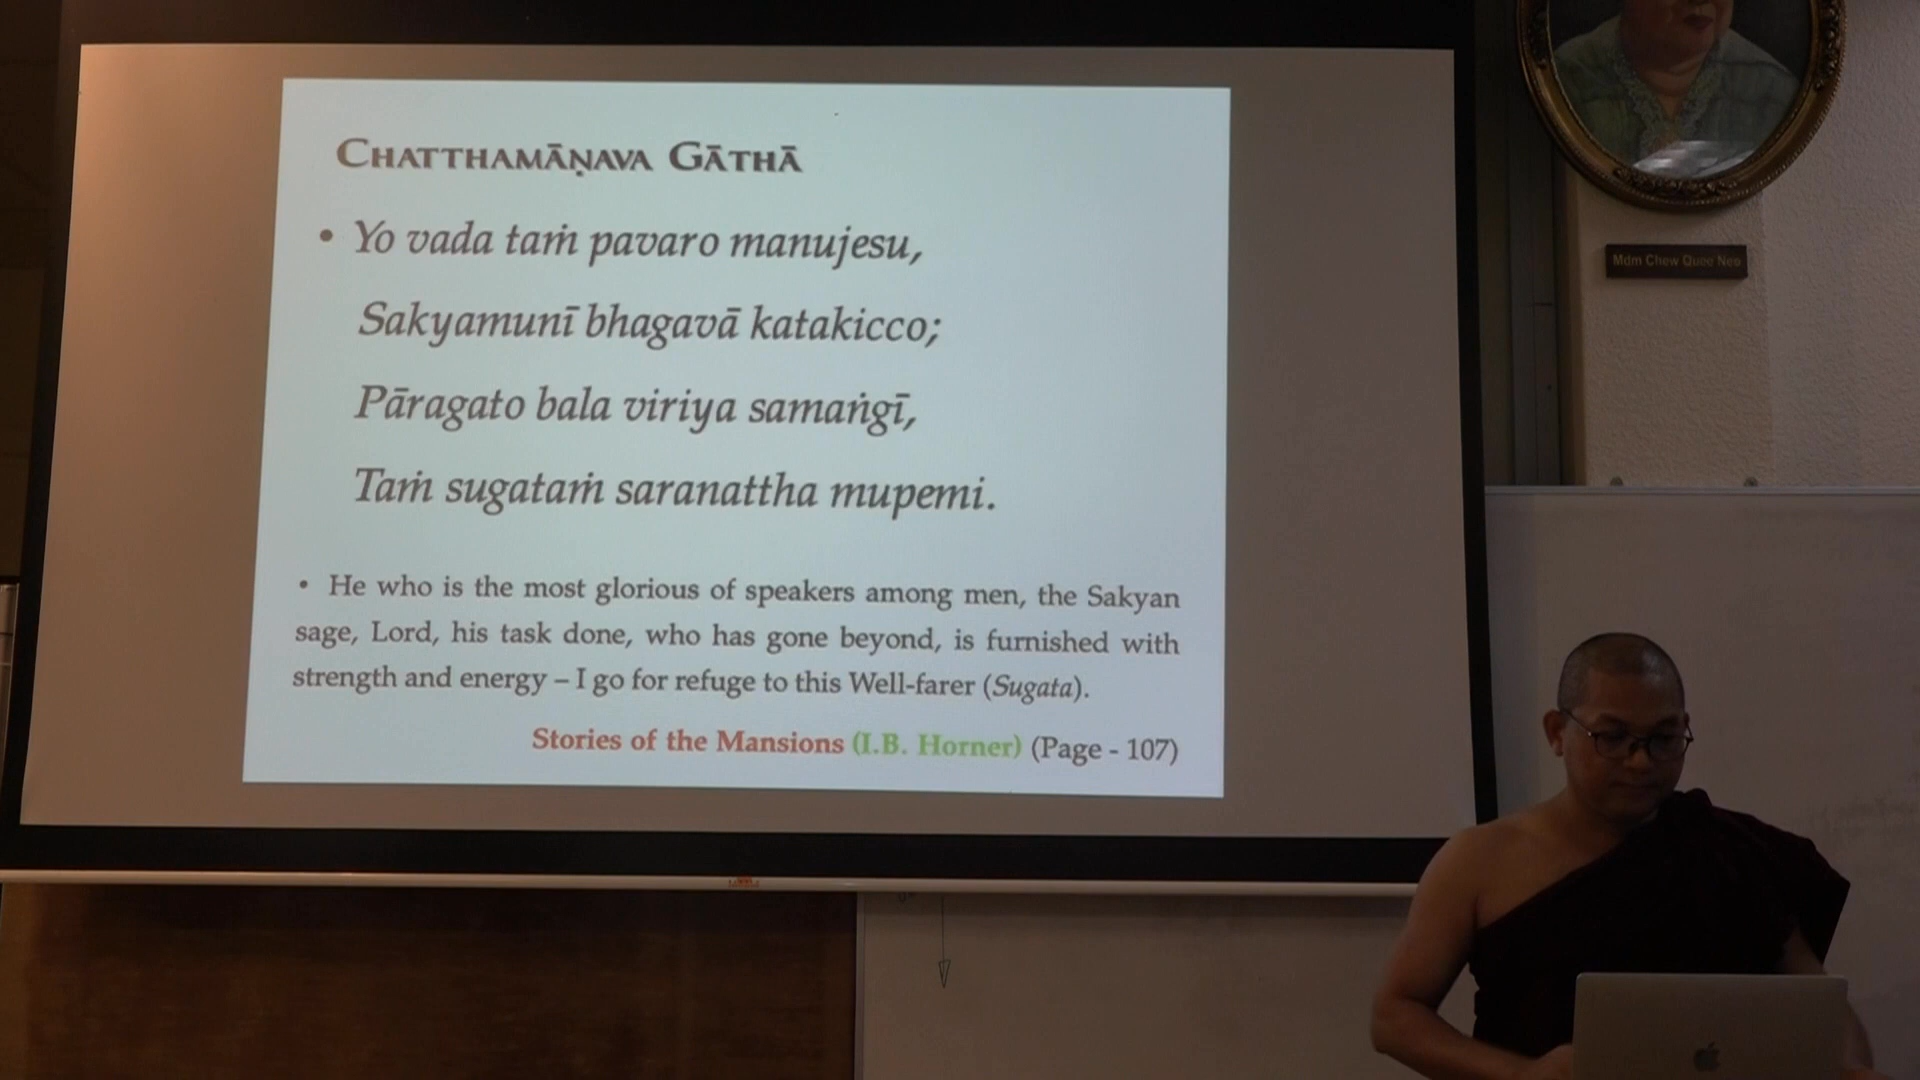 CHATTHAMĀṆAVA GĀTHĀ
• Yo vada taṁ pavaro manujesu,
Sakyamunī bhagavā katakicco;
Pāragato bala viriya samaṅgī,
Taṁ sugataṁ saranattha mupemi.
• He who is the most glorious of speakers among men, the Sakyan
sage, Lord, his task done, who has gone beyond, is furnished with
strength and energy – I go for refuge to this Well-farer (Sugata).
Stories of the Mansions (I.B. Horner) (Page - 107)
Mdm Chew Quee Neo